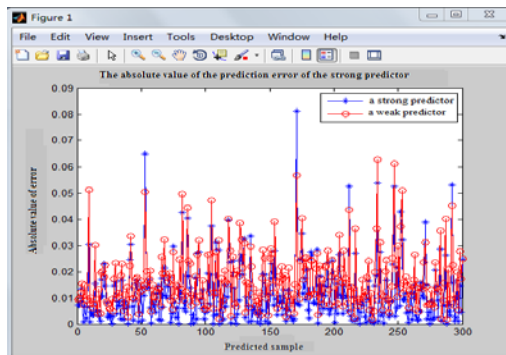 Figure 1
File Edit View Insert Tools Desktop Window Help
The absolute value of the prediction error of the strong predictor
a strong predictor
a weak predictor
Absolute value of error
0.09
0.08
0.07
0.06
0.05
0.04
0.03
0.02
0.01
0
0 50 100 150 200 250 300
Predicted sample